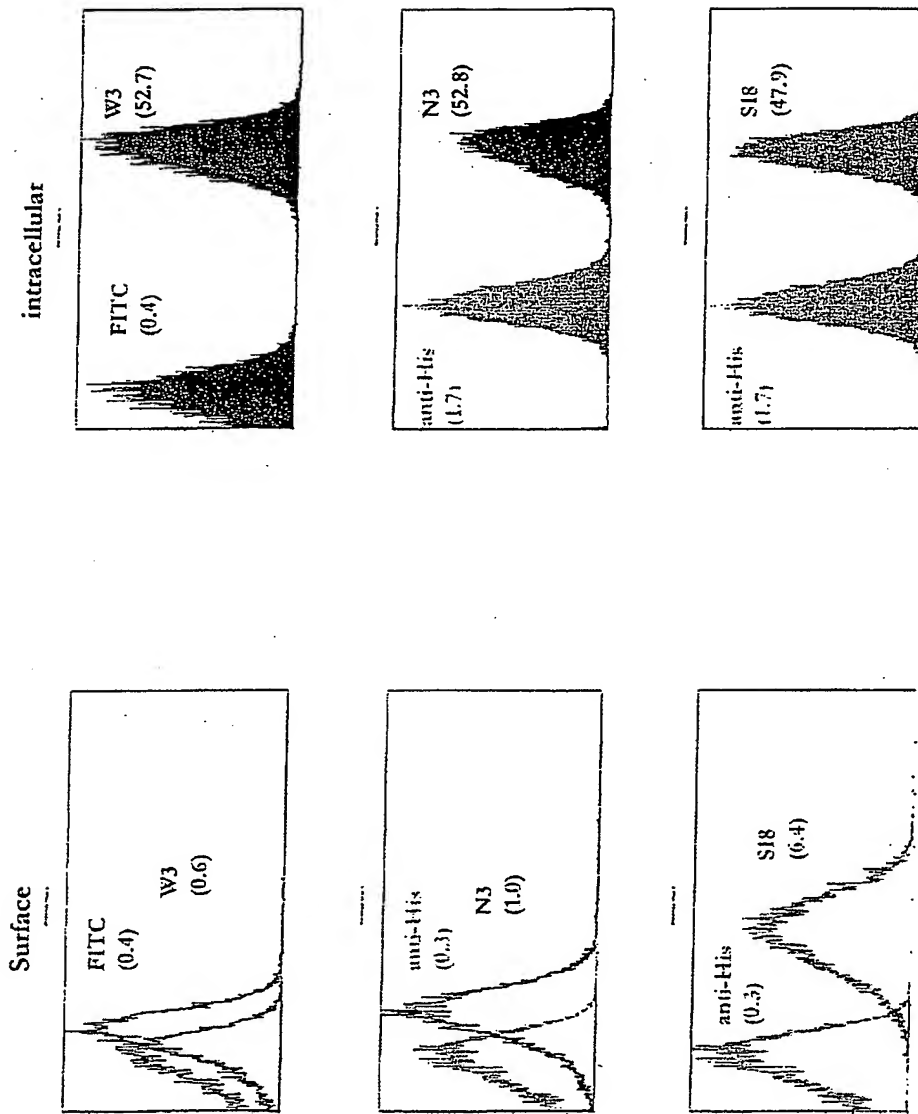 Surface
FITC
(0.4)
W3
(0.6)
anti-His
(0.3)
N3
(1.0)
anti-His
(0.3)
SI8
(6.4)
intracellular
FITC
(0.4)
W3
(52.7)
anti-His
(1.7)
N3
(52.8)
anti-His
(1.7)
SI8
(47.9)